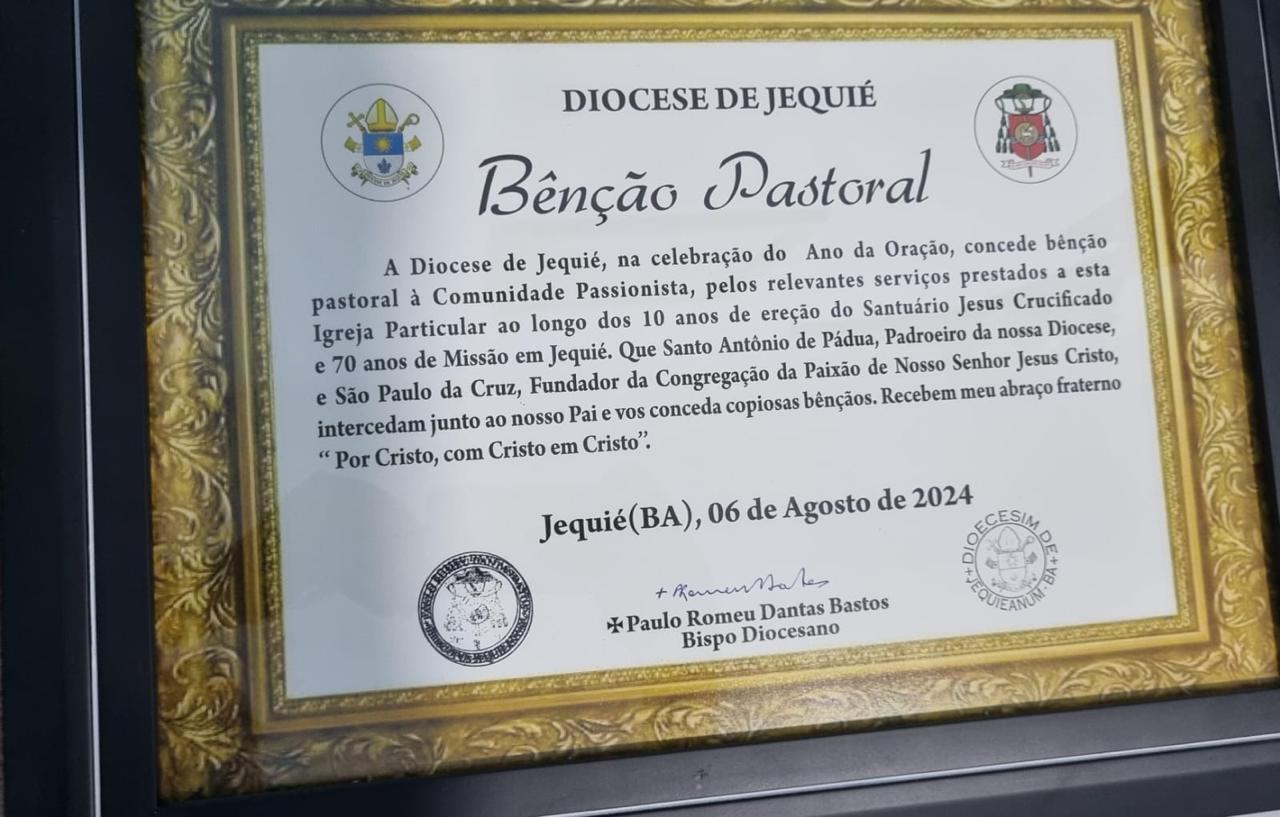 DIOCESE DE JEQUIÉ
Bênção Pastoral
A Diocese de Jequié, na celebração do Ano da Oração, concede bênção
pastoral à Comunidade Passionista, pelos relevantes serviços prestados a esta
Igreja Particular ao longo dos 10 anos de ereção do Santuário Jesus Crucificado
e 70 anos de Missão em Jequié. Que Santo Antônio de Pádua, Padroeiro da nossa Diocese,
e São Paulo da Cruz, Fundador da Congregação da Paixão de Nosso Senhor Jesus Cristo,
intercedam junto ao nosso Pai e vos conceda copiosas bênçãos. Recebem meu abraço fraterno
“ Por Cristo, com Cristo em Cristo”.
Jequié(BA), 06 de Agosto de 2024
✠Paulo Romeu Dantas Bastos
Bispo Diocesano
+DIOECESIM DE+
JEQUIEANUM - BA